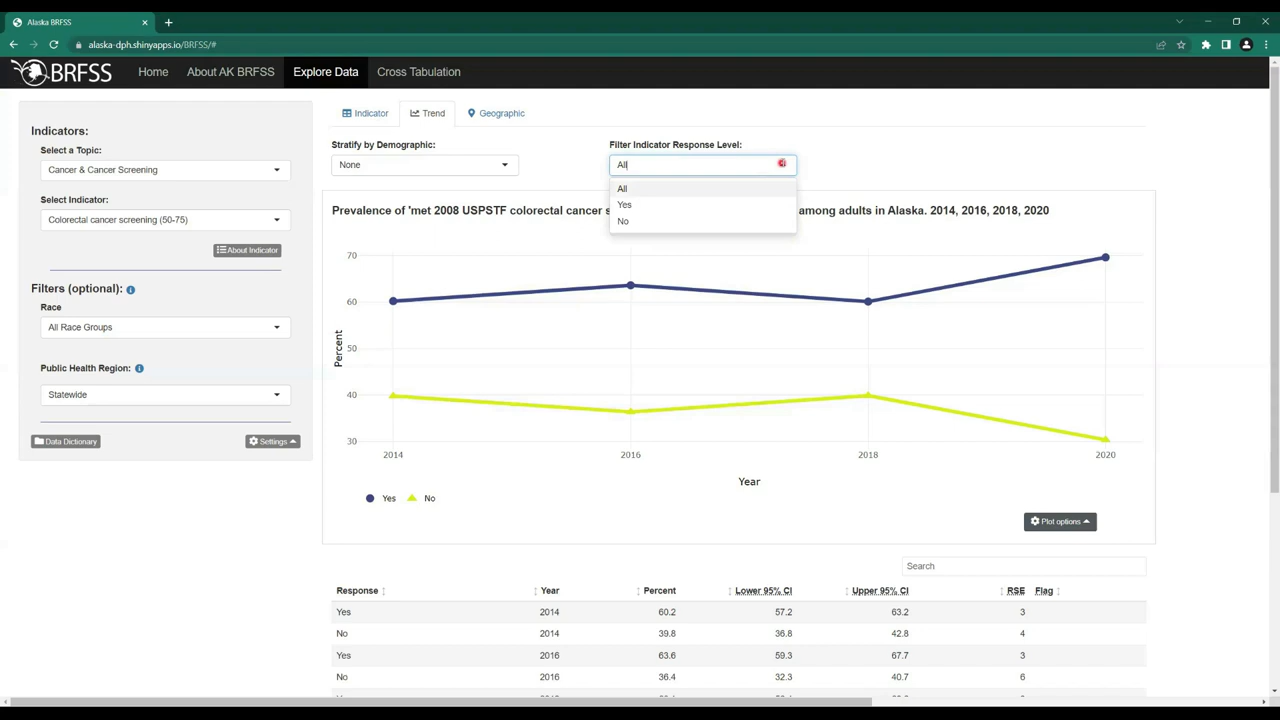 Alaska BRFSS
alaska-dph.shinyapps.io/BRFSS/#
BRFSS Home About AK BRFSS Explore Data Cross Tabulation
Indicators:
Select a Topic:
Cancer & Cancer Screening
Select Indicator:
Colorectal cancer screening (50-75)
About Indicator
Filters (optional):
Race
All Race Groups
Public Health Region:
Statewide
Data Dictionary Settings
Indicator Trend Geographic
Stratify by Demographic: Filter Indicator Response Level:
None All
All
Yes
No
Prevalence of 'met 2008 USPSTF colorectal cancer s among adults in Alaska. 2014, 2016, 2018, 2020
70
60
50
40
30
Percent
2014 2016 2018 2020
Year
Yes No
Plot options
Search
Response Year Percent Lower 95% CI Upper 95% CI RSE Flag
Yes 2014 60.2 57.2 63.2 3
No 2014 39.8 36.8 42.8 4
Yes 2016 63.6 59.3 67.7 3
No 2016 36.4 32.3 40.7 6